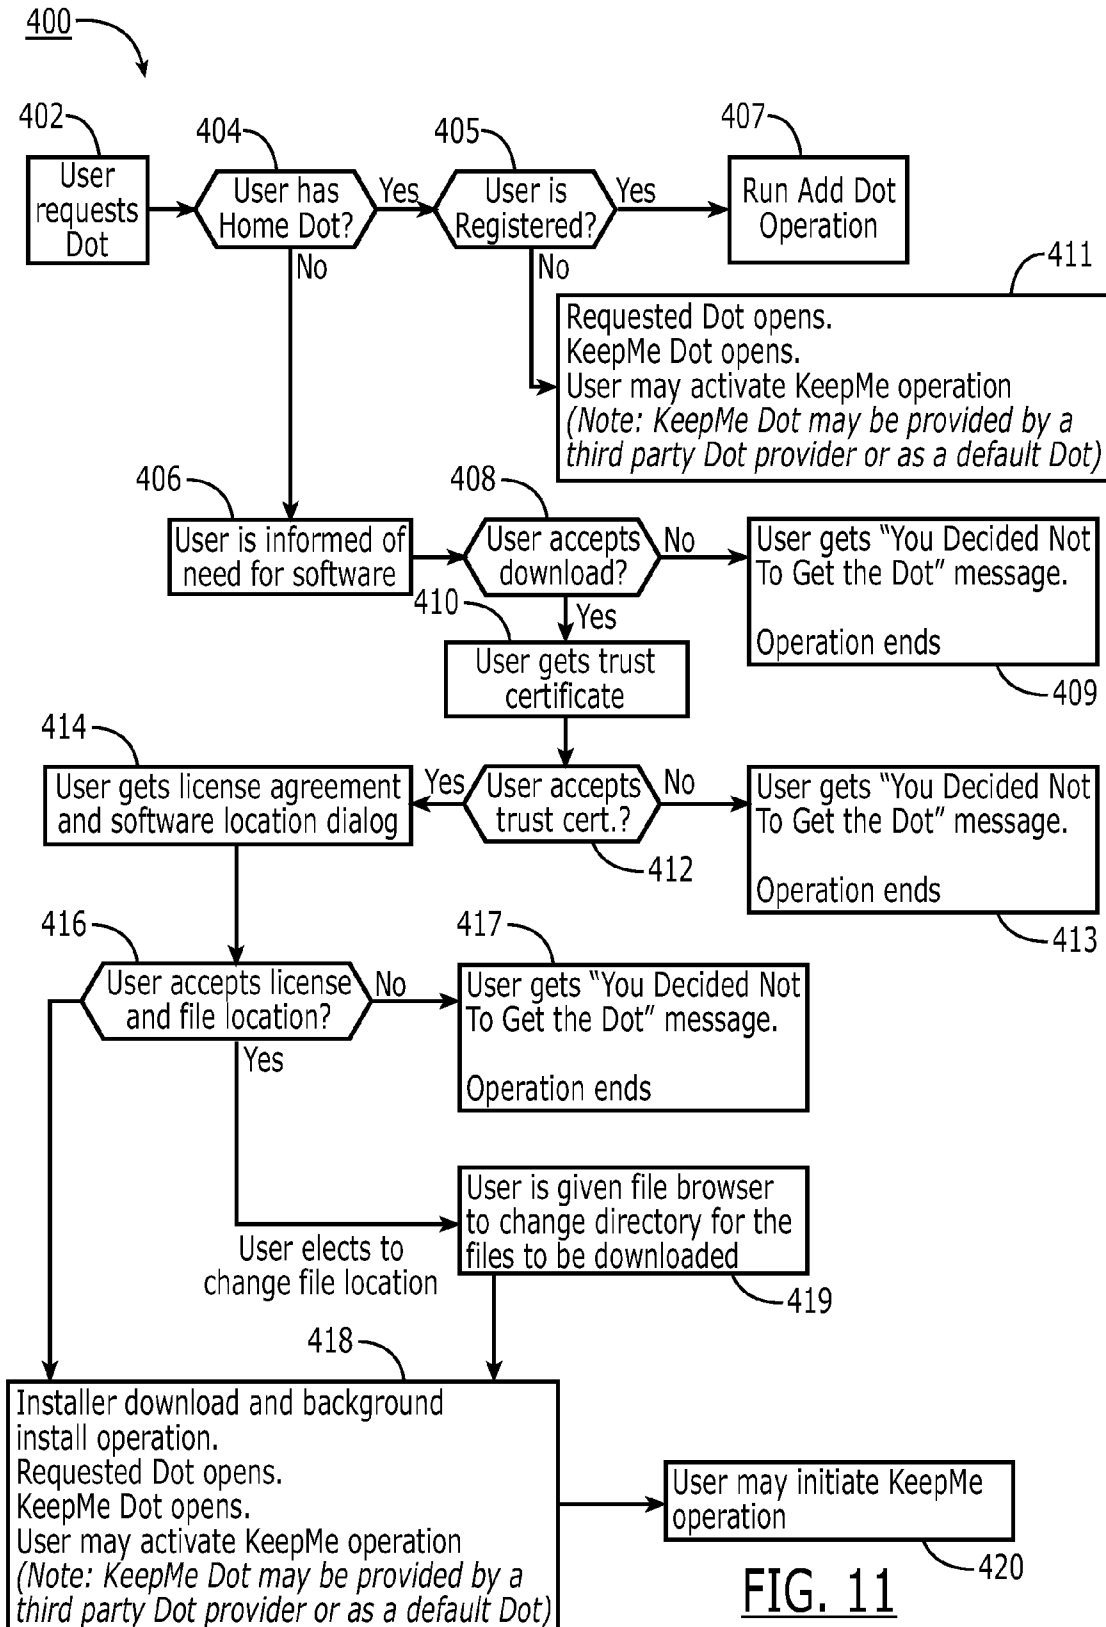 400
402
404
405
407
User
requests
Dot
User has
Home Dot?
Yes
User is
Registered?
Yes
Run Add Dot
Operation
No
No
411
Requested Dot opens.
KeepMe Dot opens.
User may activate KeepMe operation
(Note: KeepMe Dot may be provided by a
third party Dot provider or as a default Dot)
406
408
User is informed of
need for software
User accepts
download?
No
User gets “You Decided Not
To Get the Dot” message.
Operation ends
409
410
Yes
User gets trust
certificate
414
User gets license agreement
and software location dialog
Yes
User accepts
trust cert.?
412
No
User gets “You Decided Not
To Get the Dot” message.
Operation ends
413
416
417
User accepts license
and file location?
No
User gets “You Decided Not
To Get the Dot” message.
Operation ends
Yes
User elects to
change file location
User is given file browser
to change directory for the
files to be downloaded
419
418
Installer download and background
install operation.
Requested Dot opens.
KeepMe Dot opens.
User may activate KeepMe operation
(Note: KeepMe Dot may be provided by a
third party Dot provider or as a default Dot)
User may initiate KeepMe
operation
420
FIG. 11